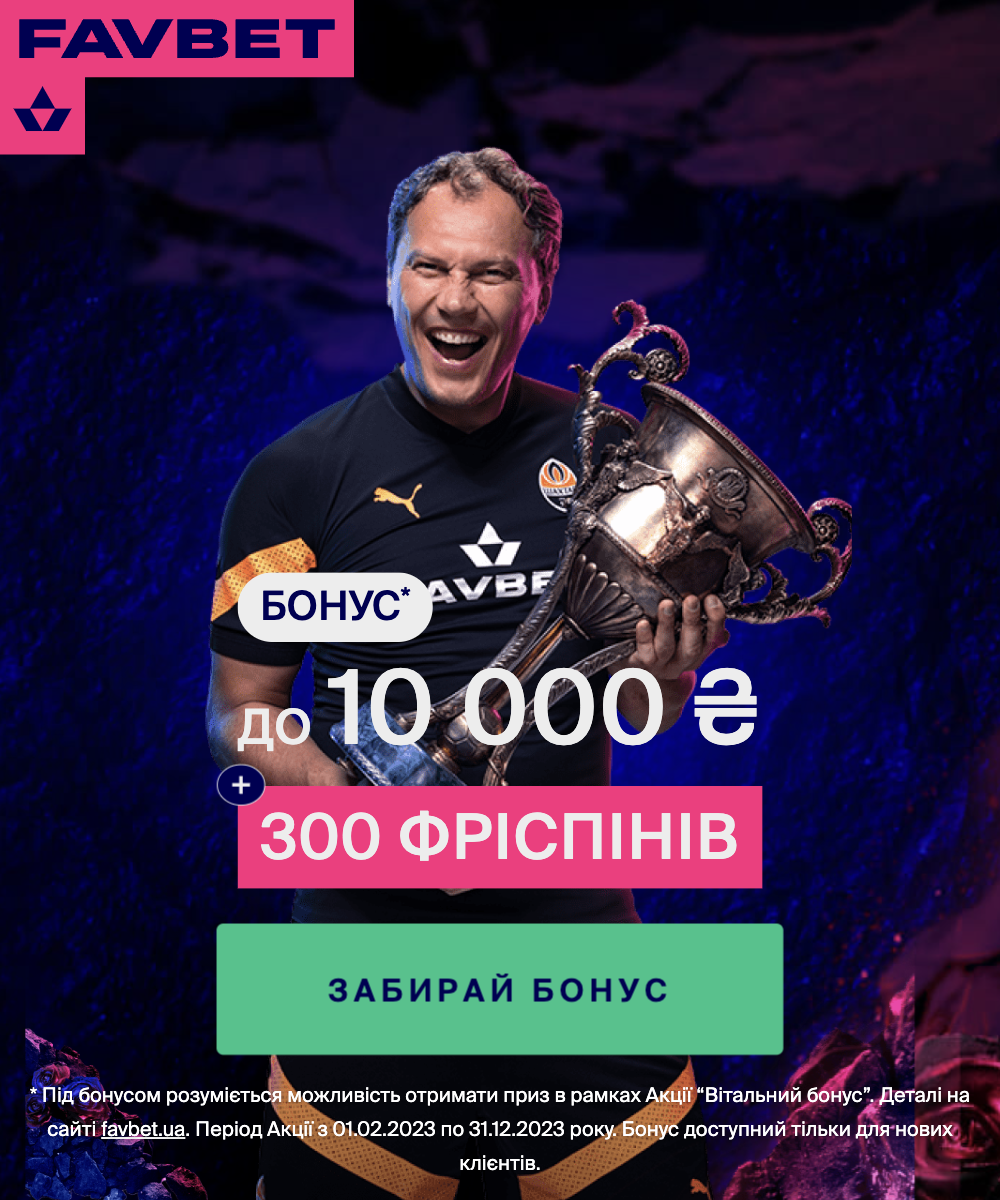 FAVBET
БОНУС*
ДО 10 000 ₴
+
300 ФРІСПІНІВ
ЗАБИРАЙ БОНУС
* Під бонусом розуміється можливість отримати приз в рамках Акції “Вітальний бонус”. Деталі на
сайті favbet.ua. Період Акції з 01.02.2023 по 31.12.2023 року. Бонус доступний тільки для нових
клієнтів.